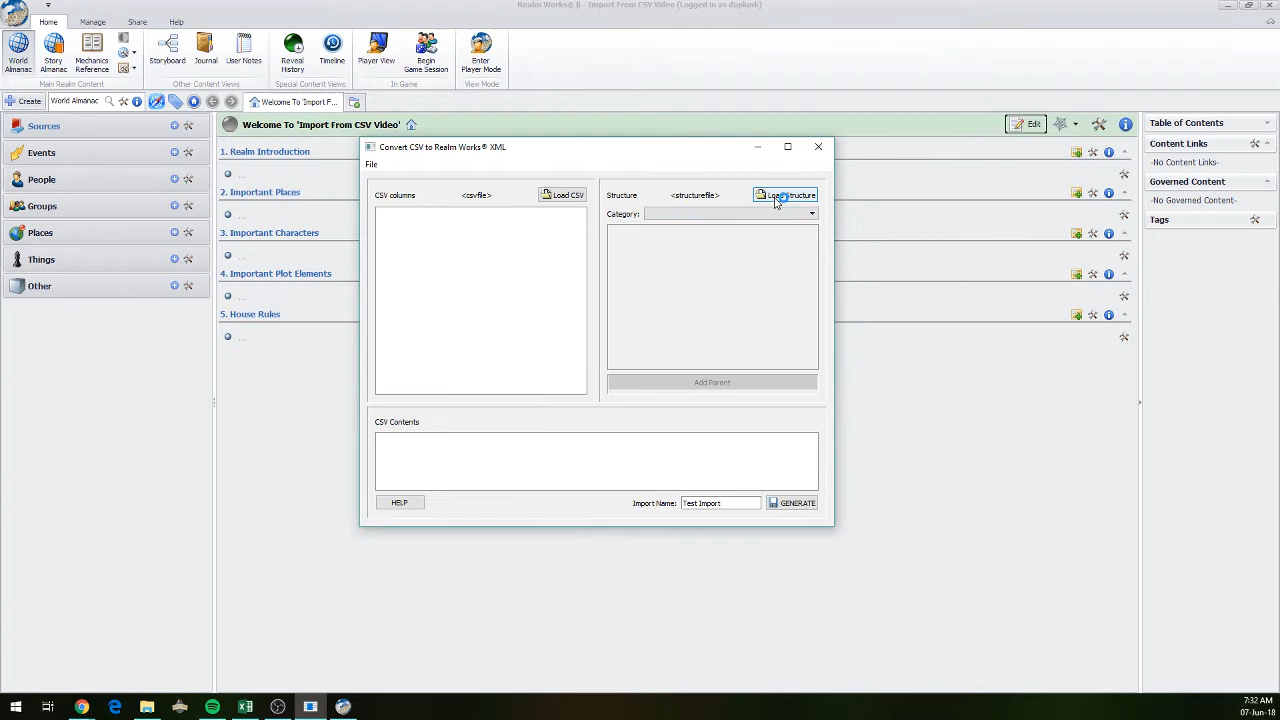 Realm Works® β - Import From CSV Video (Logged in as daplunk)
Home Manage Share Help
World Almanac
Story Almanac
Mechanics Reference
Main Realm Content
Storyboard
Journal
User Notes
Other Content Views
Reveal History
Timeline
Special Content Views
Player View
Begin Game Session
In Game
Enter Player Mode
View Mode
Create
World Almanac
Welcome To 'Import F...
Sources
Events
People
Groups
Places
Things
Other
Welcome To 'Import From CSV Video'
Edit
1. Realm Introduction
...
2. Important Places
...
3. Important Characters
...
4. Important Plot Elements
...
5. House Rules
...
Table of Contents
Content Links
-No Content Links-
Governed Content
-No Governed Content-
Tags
Convert CSV to Realm Works® XML
File
CSV columns <csvfile> Load CSV
Structure <structurefile> Load Structure
Category:
Add Parent
CSV Contents
HELP
Import Name: Test Import GENERATE
7:32 AM
07-Jun-18